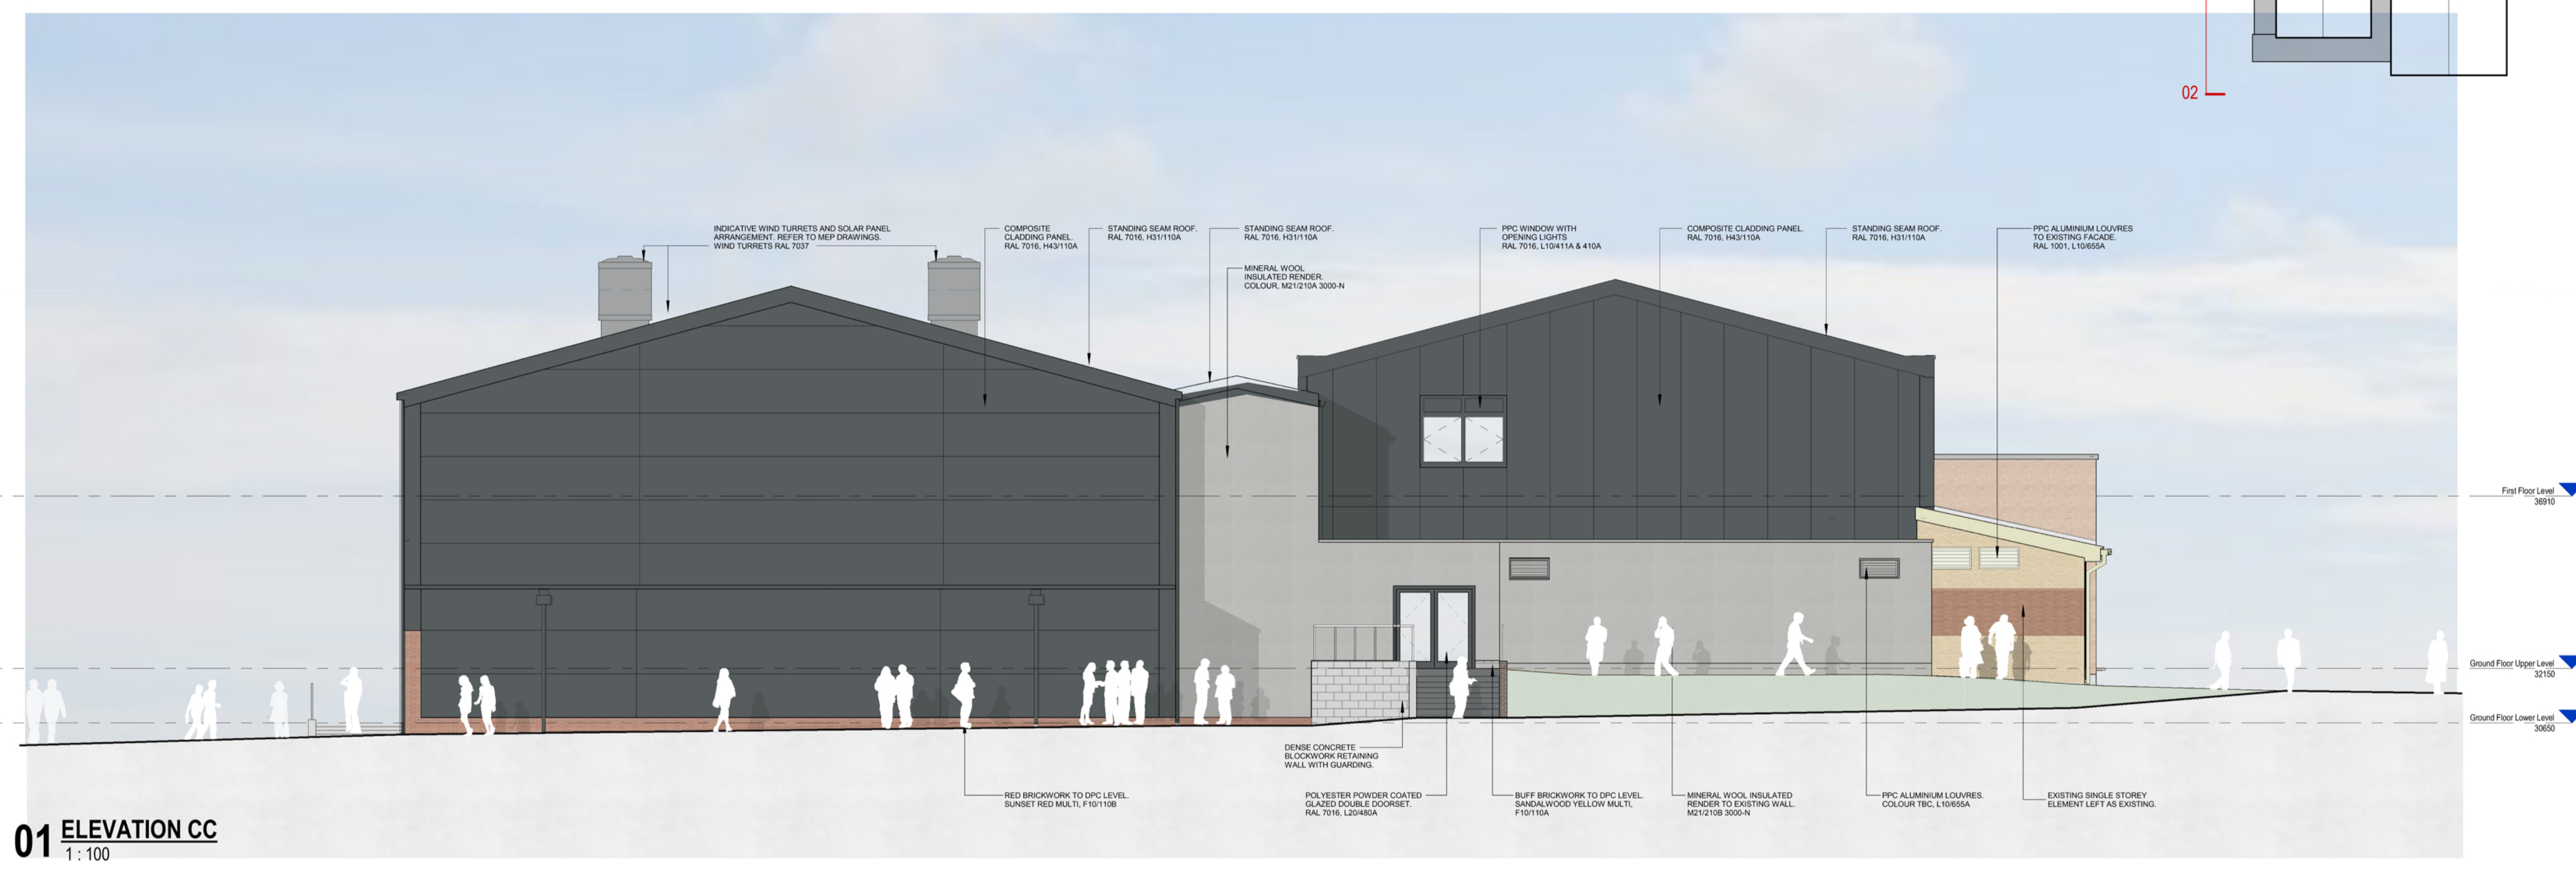 02
INDICATIVE WIND TURRETS AND SOLAR PANEL
ARRANGEMENT. REFER TO MEP DRAWINGS.
WIND TURRETS RAL 7037
COMPOSITE
CLADDING PANEL.
RAL 7016, H43/110A
STANDING SEAM ROOF.
RAL 7016, H31/110A
STANDING SEAM ROOF.
RAL 7016, H31/110A
MINERAL WOOL
INSULATED RENDER.
COLOUR, M21/210A 3000-N
PPC WINDOW WITH
OPENING LIGHTS
RAL 7016, L10/411A & 410A
COMPOSITE CLADDING PANEL.
RAL 7016, H43/110A
STANDING SEAM ROOF.
RAL 7016, H31/110A
PPC ALUMINIUM LOUVRES
TO EXISTING FACADE.
RAL 1001, L10/655A
First Floor Level
36910
Ground Floor Upper Level
32150
Ground Floor Lower Level
30650
DENSE CONCRETE
BLOCKWORK RETAINING
WALL WITH GUARDING.
RED BRICKWORK TO DPC LEVEL.
SUNSET RED MULTI, F10/110B
POLYESTER POWDER COATED
GLAZED DOUBLE DOORSET.
RAL 7016, L20/480A
BUFF BRICKWORK TO DPC LEVEL.
SANDALWOOD YELLOW MULTI,
F10/110A
MINERAL WOOL INSULATED
RENDER TO EXISTING WALL.
M21/210B 3000-N
PPC ALUMINIUM LOUVRES.
COLOUR TBC, L10/655A
EXISTING SINGLE STOREY
ELEMENT LEFT AS EXISTING.
01 ELEVATION CC
1 : 100